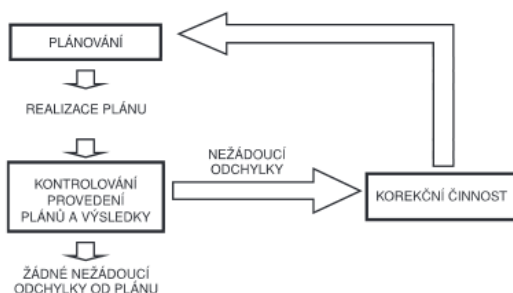 PLÁNOVÁNÍ
REALIZACE PLÁNU
KONTROLOVÁNÍ
PROVEDENÍ
PLÁNŮ A VÝSLEDKY
NEŽÁDOUCÍ
ODCHYLKY
KOREKČNÍ ČINNOST
ŽÁDNÉ NEŽÁDOUCÍ
ODCHYLKY OD PLÁNU